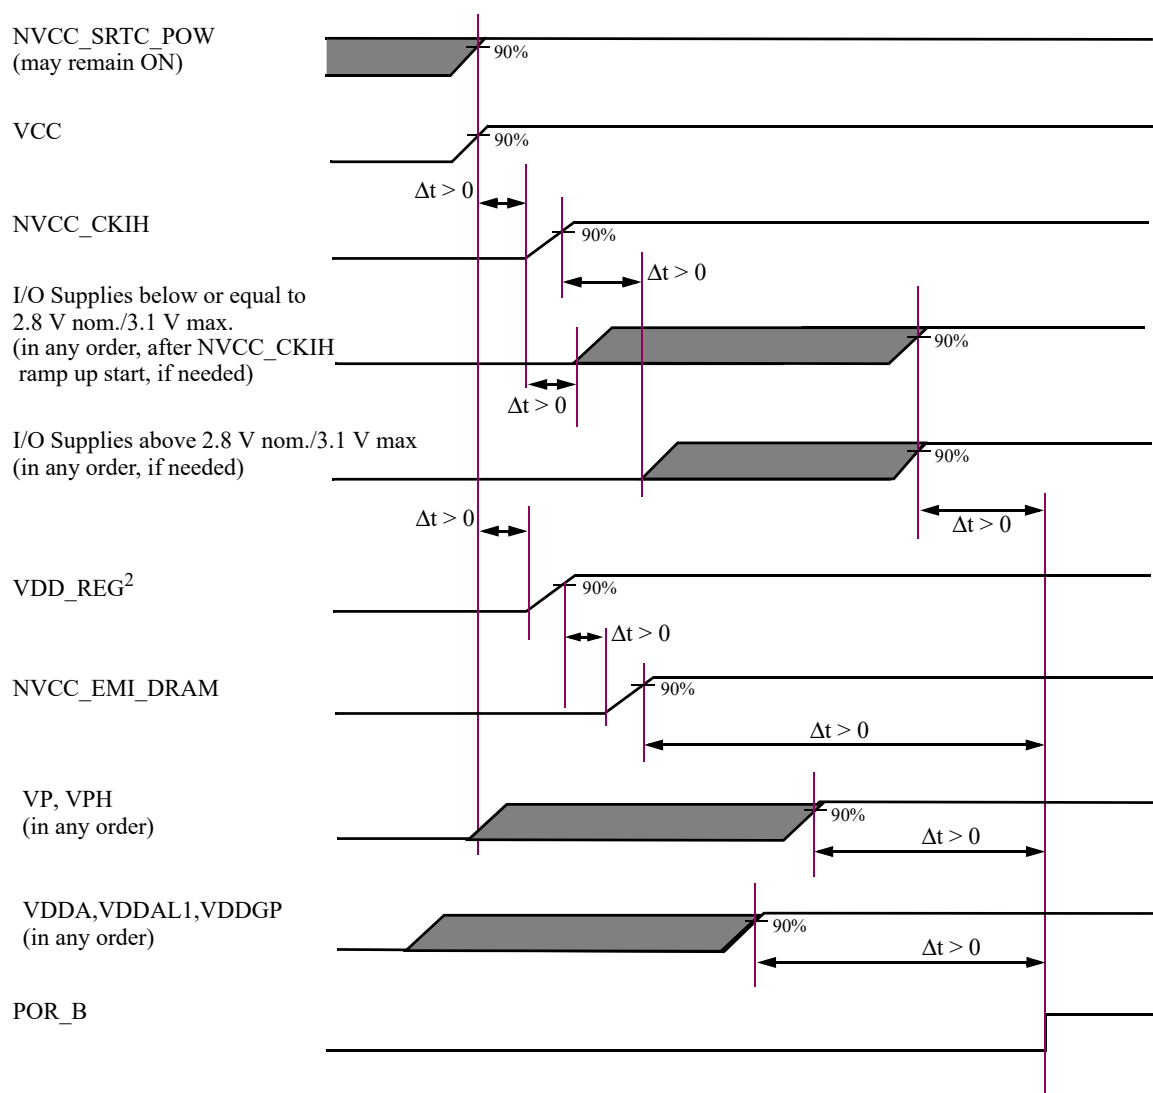 NVCC_SRTC_POW
(may remain ON)
90%
VCC
90%
Δt > 0
NVCC_CKIH
90%
Δt > 0
I/O Supplies below or equal to
2.8 V nom./3.1 V max.
(in any order, after NVCC_CKIH
ramp up start, if needed)
90%
Δt > 0
I/O Supplies above 2.8 V nom./3.1 V max
(in any order, if needed)
90%
Δt > 0
Δt > 0
VDD_REG2
90%
Δt > 0
NVCC_EMI_DRAM
90%
Δt > 0
VP, VPH
(in any order)
90%
Δt > 0
VDDA,VDDAL1,VDDGP
(in any order)
90%
Δt > 0
POR_B